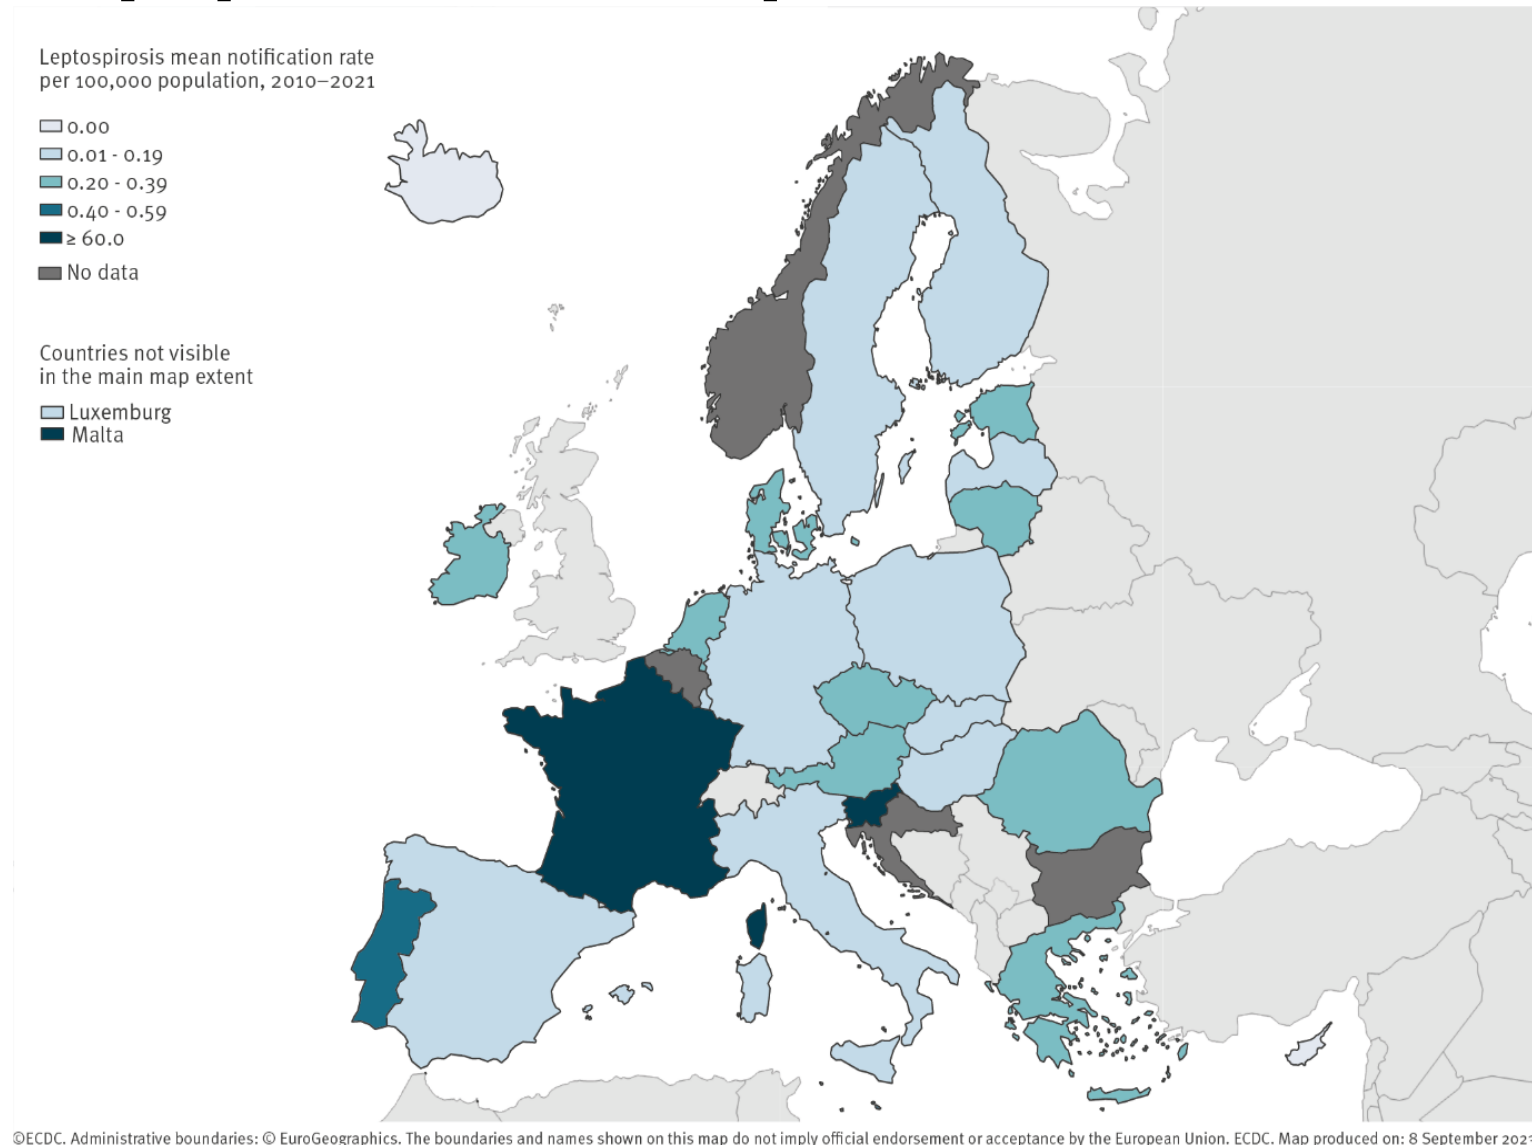 Leptospirosis mean notification rate
per 100,000 population, 2010–2021
0.00
0.01 - 0.19
0.20 - 0.39
0.40 - 0.59
≥ 60.0
No data
Countries not visible
in the main map extent
Luxemburg
Malta
©ECDC. Administrative boundaries: © EuroGeographics. The boundaries and names shown on this map do not imply official endorsement or acceptance by the European Union. ECDC. Map produced on: 8 September